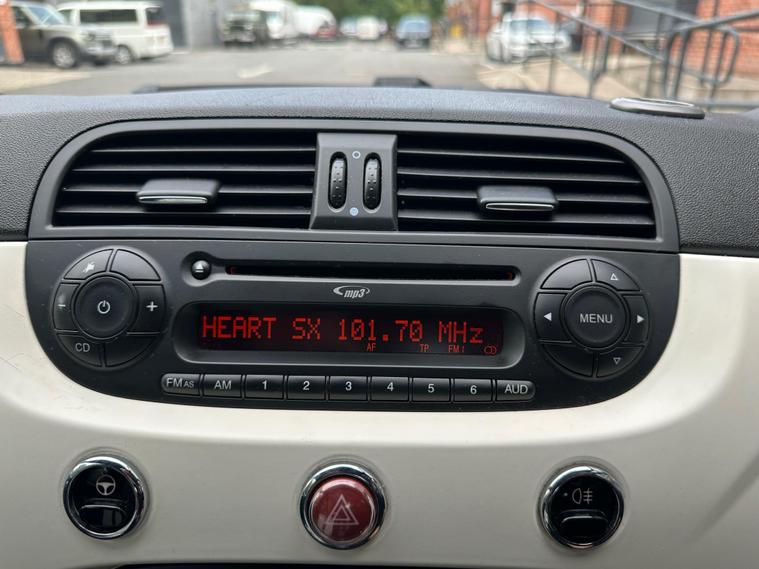 mp3
HEART SX 101.70 MHz
AF TP FM1 CD
MENU
CD
FM AS AM 1 2 3 4 5 6 AUD